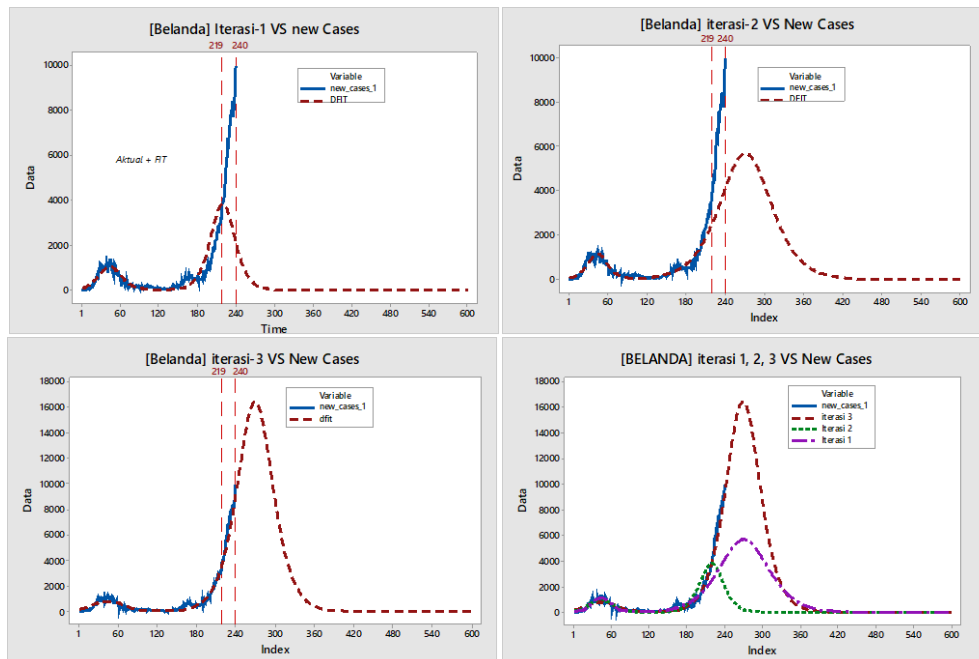 [Belanda] Iterasi-1 VS new Cases
219 240
Variable
new_cases_1
DFIT
Aktual + FIT
Data
10000
8000
6000
4000
2000
0
1 60 120 180 240 300 360 420 480 540 600
Time
[Belanda] iterasi-2 VS New Cases
219 240
Variable
new_cases_1
DFIT
Data
10000
8000
6000
4000
2000
0
1 60 120 180 240 300 360 420 480 540 600
Index
[Belanda] iterasi-3 VS New Cases
219 240
Variable
new_cases_1
dfit
Data
18000
16000
14000
12000
10000
8000
6000
4000
2000
0
1 60 120 180 240 300 360 420 480 540 600
Index
[BELANDA] iterasi 1, 2, 3 VS New Cases
Variable
new_cases_1
iterasi 3
Iterasi 2
Iterasi 1
Data
18000
16000
14000
12000
10000
8000
6000
4000
2000
0
1 60 120 180 240 300 360 420 480 540 600
Index